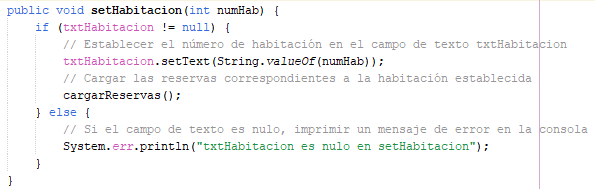 public void setHabitacion(int numHab) {
    if (txtHabitacion != null) {
        // Establecer el número de habitación en el campo de texto txtHabitacion
        txtHabitacion.setText(String.valueOf(numHab));
        // Cargar las reservas correspondientes a la habitación establecida
        cargarReservas();
    } else {
        // Si el campo de texto es nulo, imprimir un mensaje de error en la consola
        System.err.println("txtHabitacion es nulo en setHabitacion");
    }
}